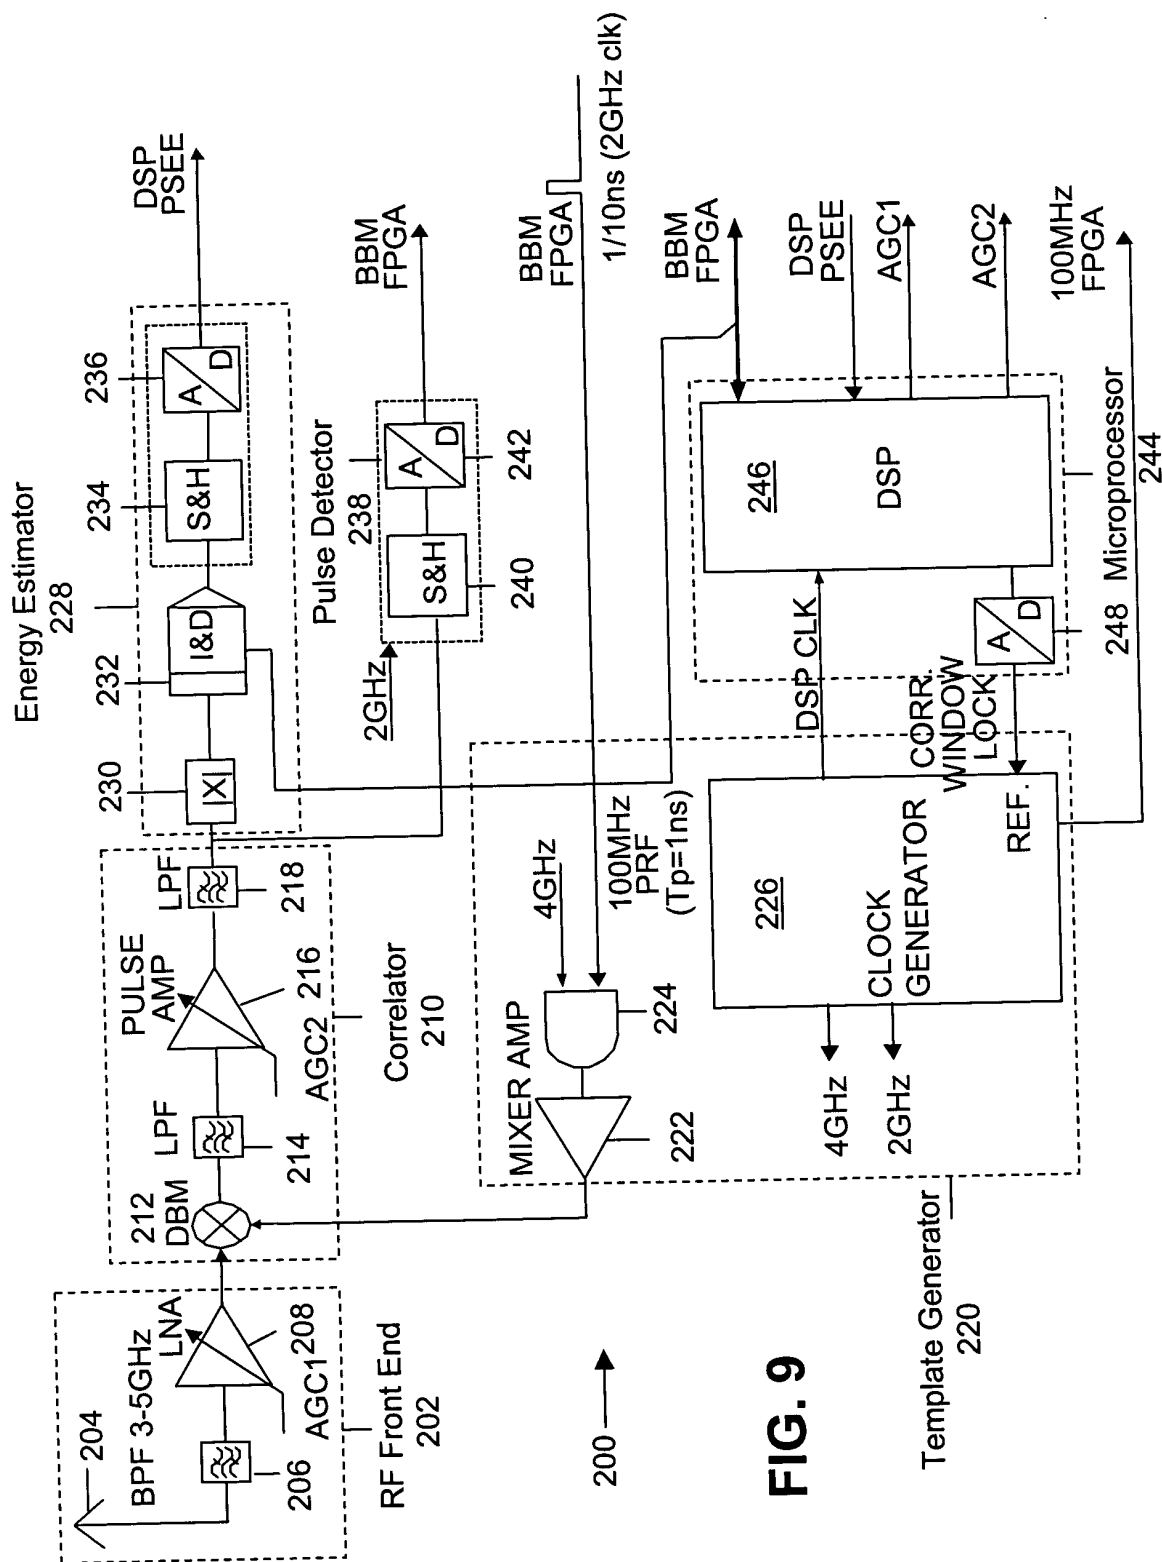 204
BPF 3-5GHz
LNA
206
208
AGC1
RF Front End
202
212
DBM
LPF
214
PULSE
AMP
216
AGC2
LPF
218
Correlator
210
Energy Estimator
228
230
|X|
232
I&D
234
S&H
236
A
D
DSP
PSEE
Pulse Detector
238
2GHz
S&H
240
A
D
242
BBM
FPGA
MIXER AMP
222
224
4GHz
100MHz
PRF
(Tp=1ns)
BBM
FPGA
1/10ns (2GHz clk)
4GHz
2GHz
226
CLOCK
GENERATOR
REF.
DSP CLK
CORR.
WINDOW
LOCK
A
D
248
246
DSP
Microprocessor
244
BBM
FPGA
DSP
PSEE
AGC1
AGC2
100MHz
FPGA
Template Generator
220
200
FIG. 9